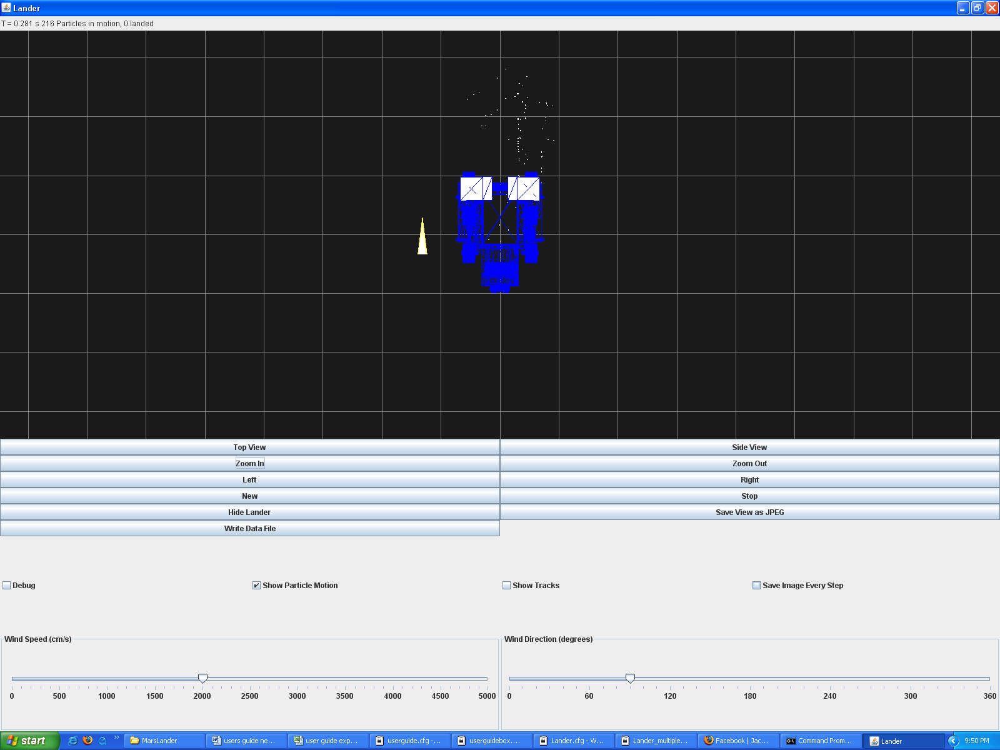 Lander
T = 0.281 s 216 Particles in motion, 0 landed
Top View
Side View
Zoom In
Zoom Out
Left
Right
New
Stop
Hide Lander
Save View as JPEG
Write Data File
Debug
Show Particle Motion
Show Tracks
Save Image Every Step
Wind Speed (cm/s)
Wind Direction (degrees)
0 500 1000 1500 2000 2500 3000 3500 4000 4500 5000
0 60 120 180 240 300 360
start
MarsLander
users guide ne...
user guide exp...
userguide.cfg -...
userguidebox....
Lander.cfg - W...
Lander_multiple...
Facebook | Jac...
Command Prom...
Lander
9:50 PM